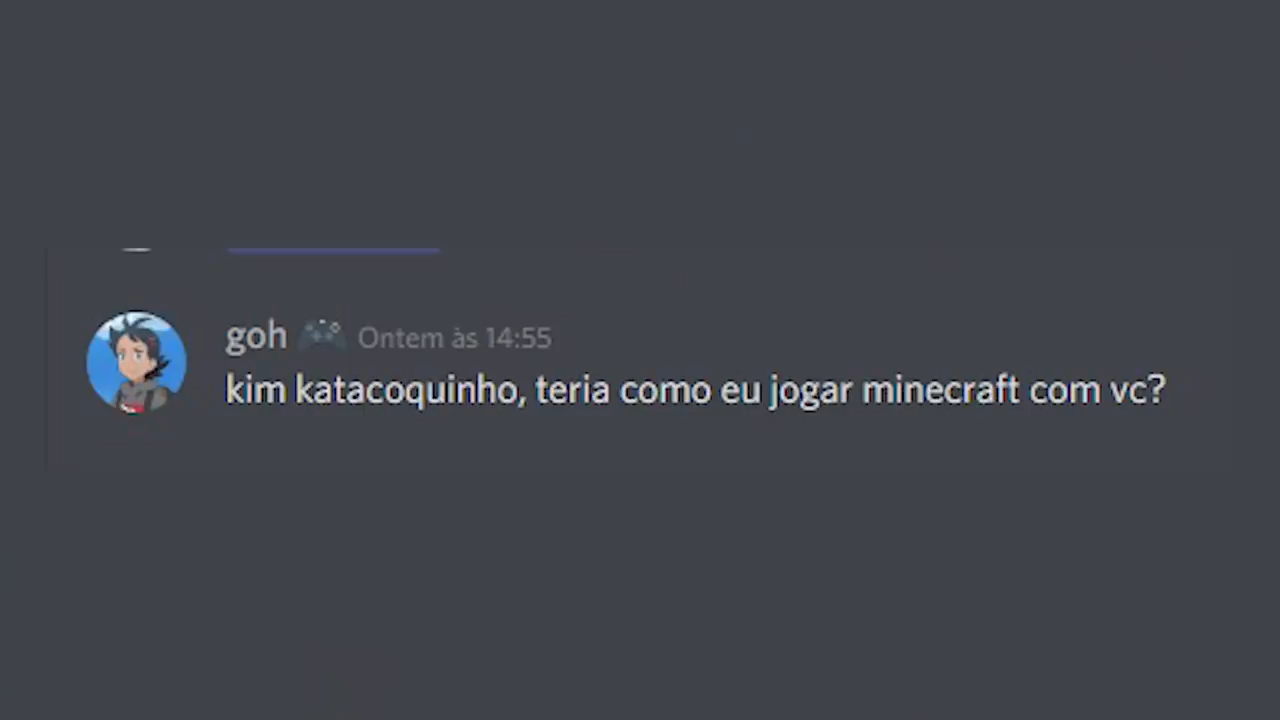 goh 🎮 Ontem às 14:55
kim katacoquinho, teria como eu jogar minecraft com vc?